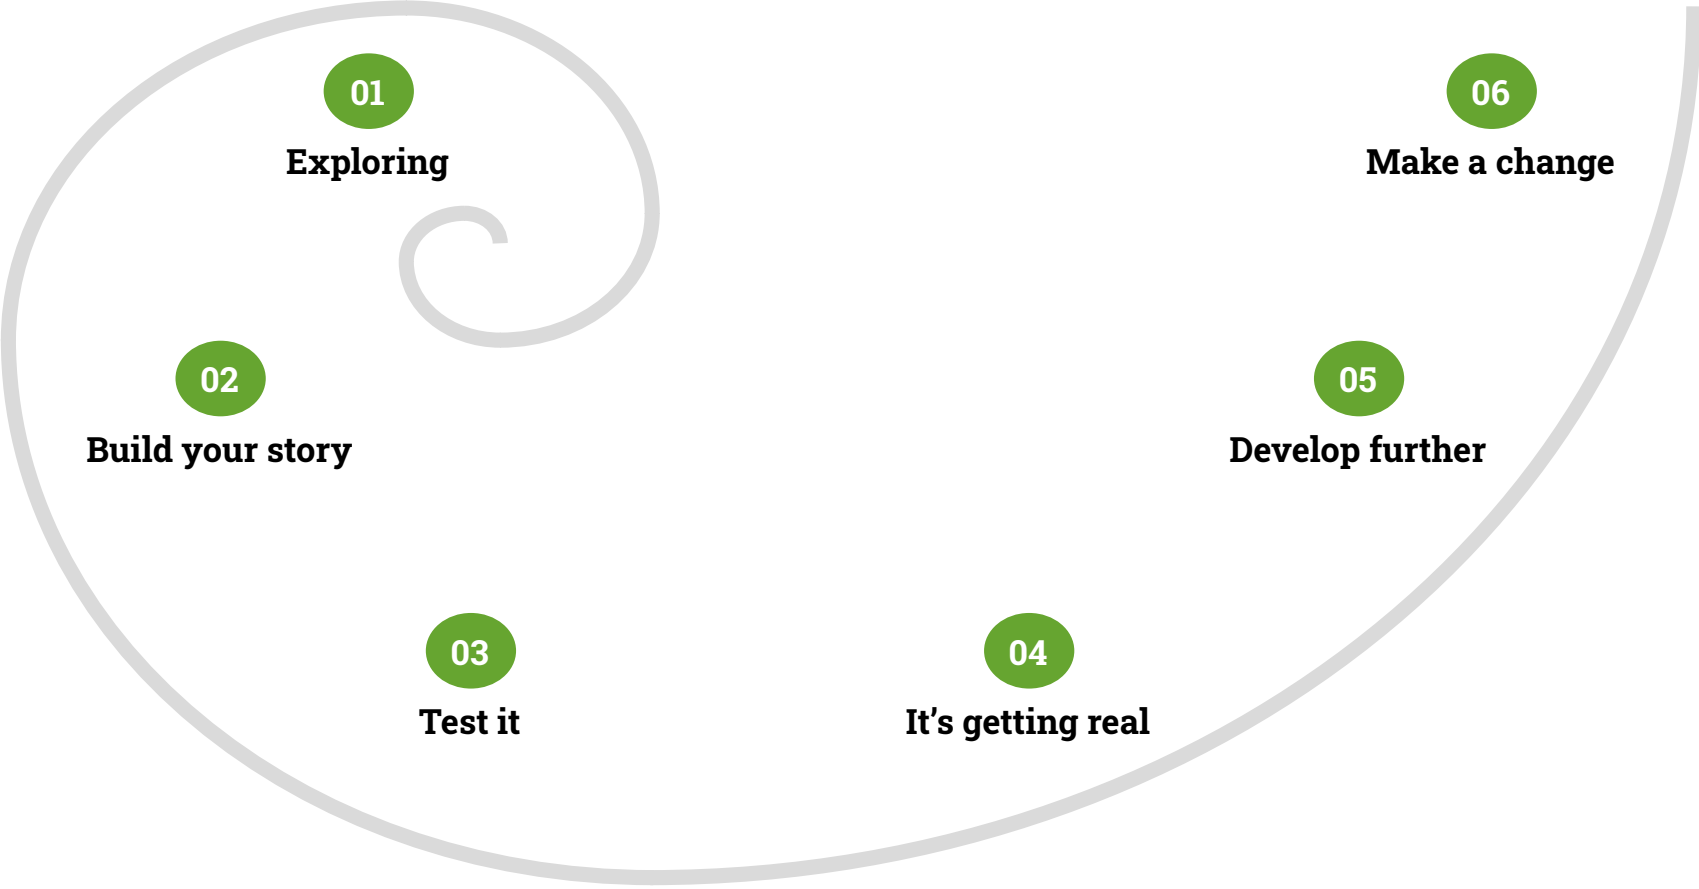 01
Exploring
02
Build your story
03
Test it
04
It’s getting real
05
Develop further
06
Make a change